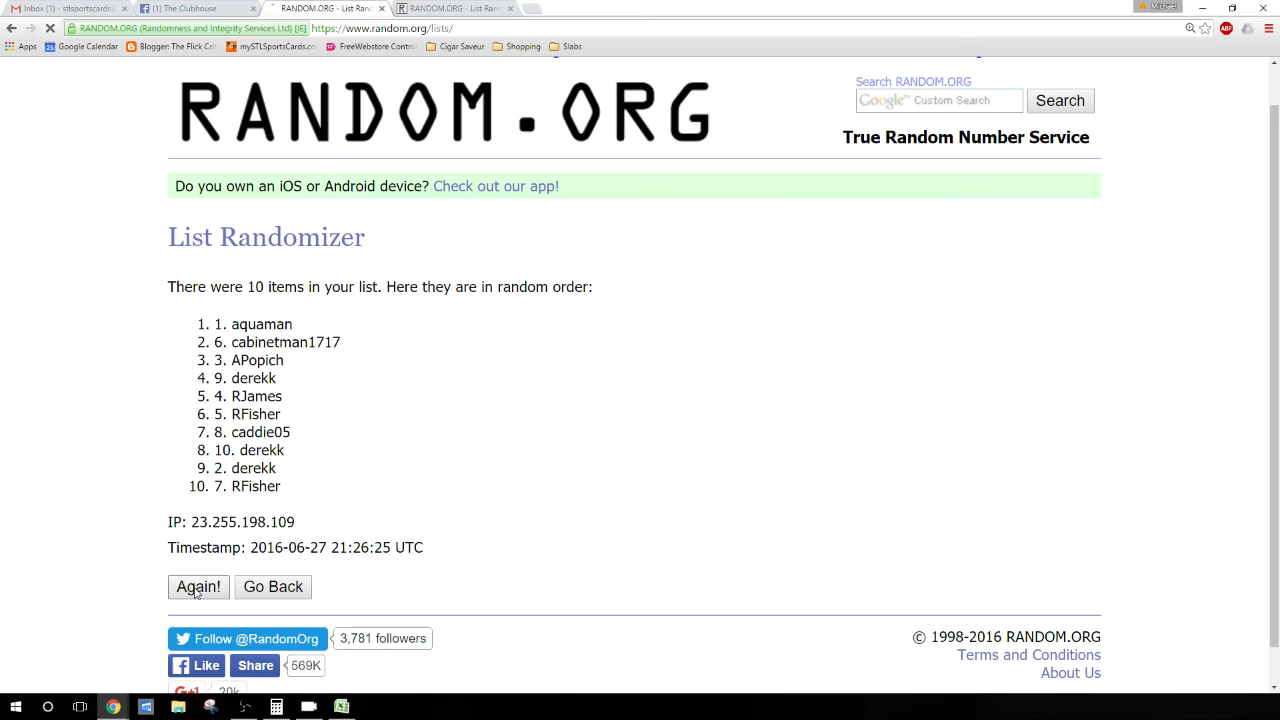 Inbox (1) - stlsportscards@
(1) The Clubhouse
RANDOM.ORG - List Ran
RANDOM.ORG - List Ran
Michael
RANDOM.ORG (Randomness and Integrity Services Ltd) [IE]
https://www.random.org/lists/
Apps
Google Calendar
Blogger: The Flick Cri
mySTLSportsCards.co
FreeWebstore Contro
Cigar Saveur
Shopping
Slabs
RANDOM.ORG
Search RANDOM.ORG
Google™ Custom Search
Search
True Random Number Service
Do you own an iOS or Android device? Check out our app!
List Randomizer
There were 10 items in your list. Here they are in random order:
1. 1. aquaman
2. 6. cabinetman1717
3. 3. APopich
4. 9. derekk
5. 4. RJames
6. 5. RFisher
7. 8. caddie05
8. 10. derekk
9. 2. derekk
10. 7. RFisher
IP: 23.255.198.109
Timestamp: 2016-06-27 21:26:25 UTC
Again!
Go Back
Follow @RandomOrg
3,781 followers
© 1998-2016 RANDOM.ORG
Terms and Conditions
Like
Share
569K
About Us
G+1
20k